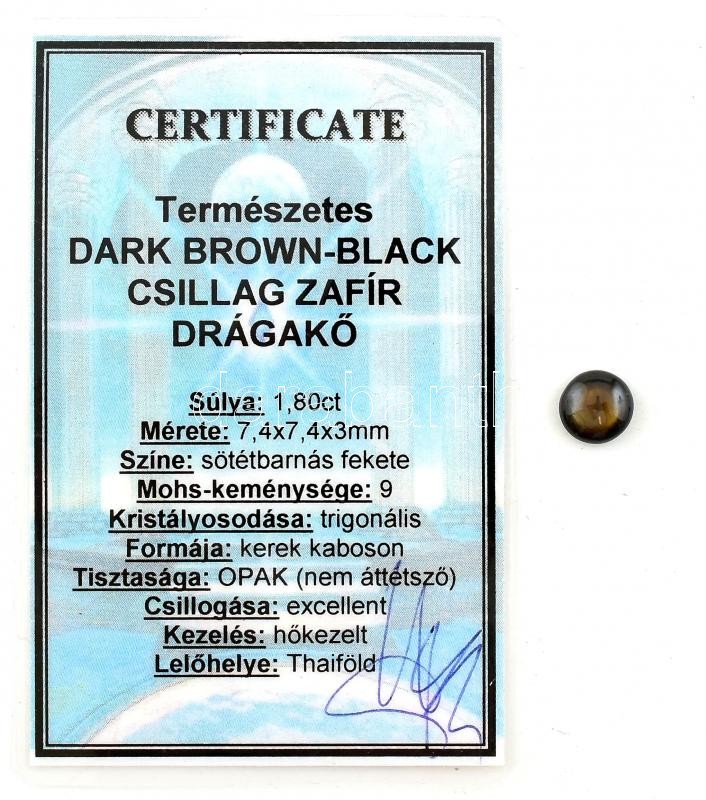 CERTIFICATE
Természetes
DARK BROWN-BLACK
CSILLAG ZAFÍR
DRÁGAKŐ
Súlya: 1,80ct
Mérete: 7,4x7,4x3mm
Színe: sötétbarnás fekete
Mohs-keménysége: 9
Kristályosodása: trigonális
Formája: kerek kaboson
Tisztasága: OPAK (nem áttétsző)
Csillogása: excellent
Kezelés: hőkezelt
Lelőhelye: Thaiföld